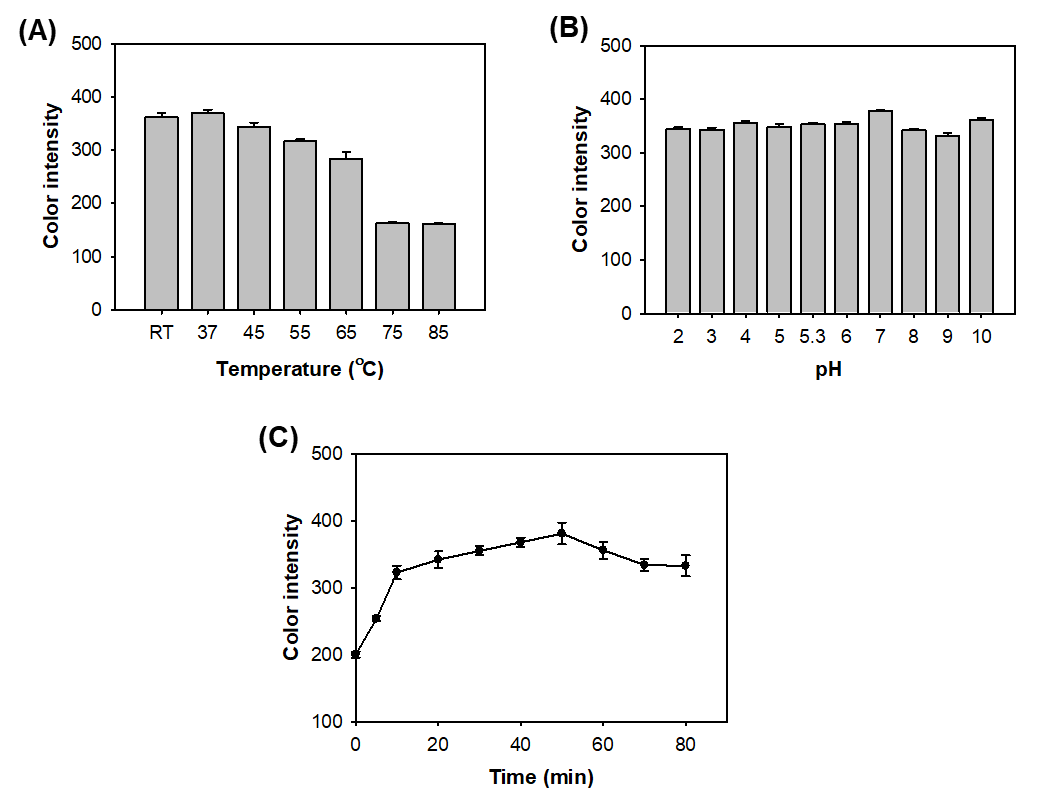 (A)
500
400
300
200
100
0
Color intensity
RT 37 45 55 65 75 85
Temperature (°C)
(B)
500
400
300
200
100
0
Color intensity
2 3 4 5 5.3 6 7 8 9 10
pH
(C)
500
400
300
200
100
Color intensity
0 20 40 60 80
Time (min)